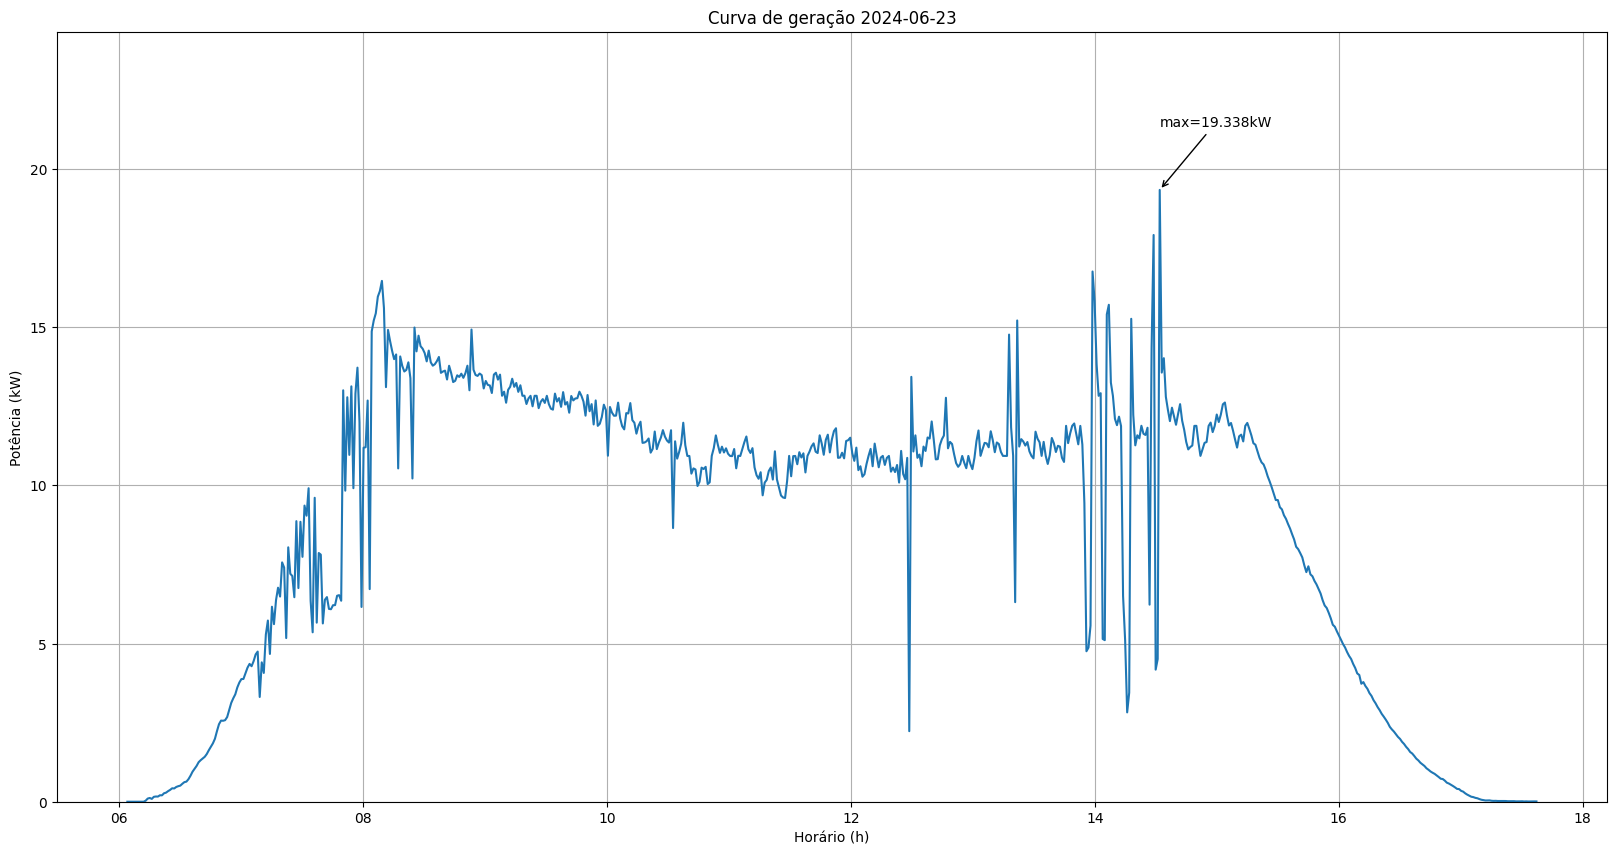 Curva de geração 2024-06-23
max=19.338kW
Potência (kW)
20
15
10
5
0
06 08 10 12 14 16 18
Horário (h)